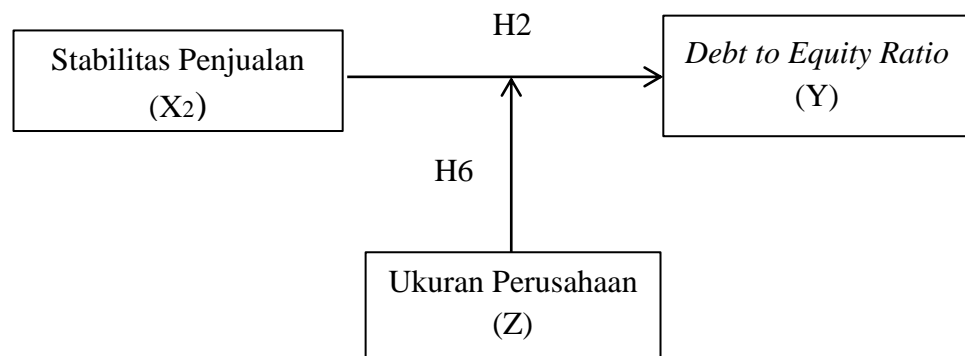 H2
Stabilitas Penjualan
(X2)
Debt to Equity Ratio
(Y)
H6
Ukuran Perusahaan
(Z)